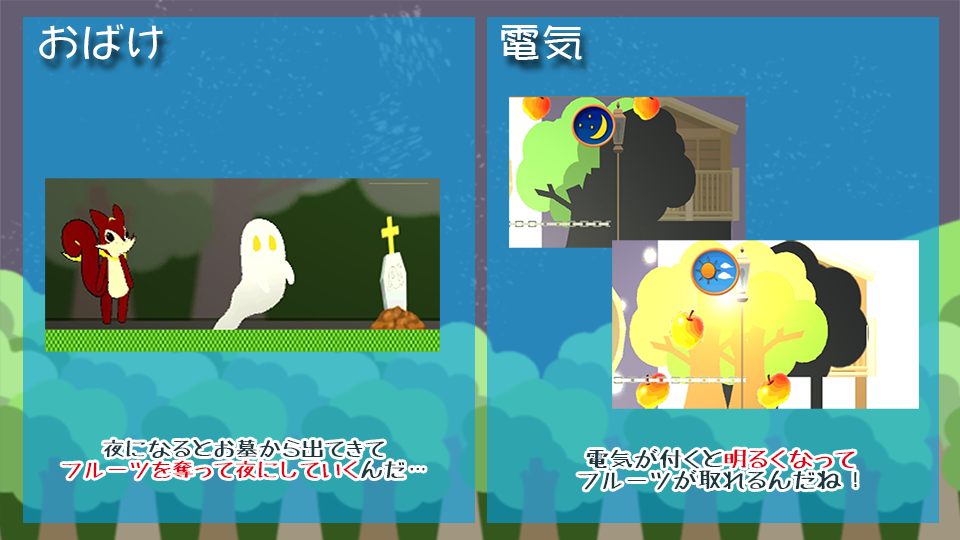 おばけ
夜になるとお墓から出てきて
フルーツを奪って夜にしていくんだ…
電気
電気が付くと明るくなって
フルーツが取れるんだね！